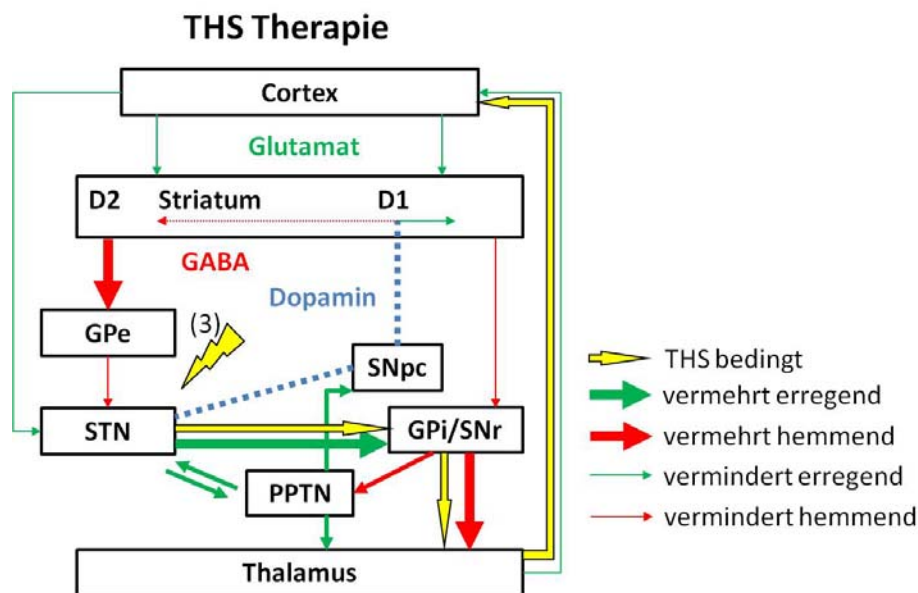 THS Therapie
Cortex
Glutamat
D2 Striatum D1
GABA
Dopamin
GPe
(3)
SNpc
STN
GPi/SNr
PPTN
Thalamus
THS bedingt
vermehrt erregend
vermehrt hemmend
vermindert erregend
vermindert hemmend